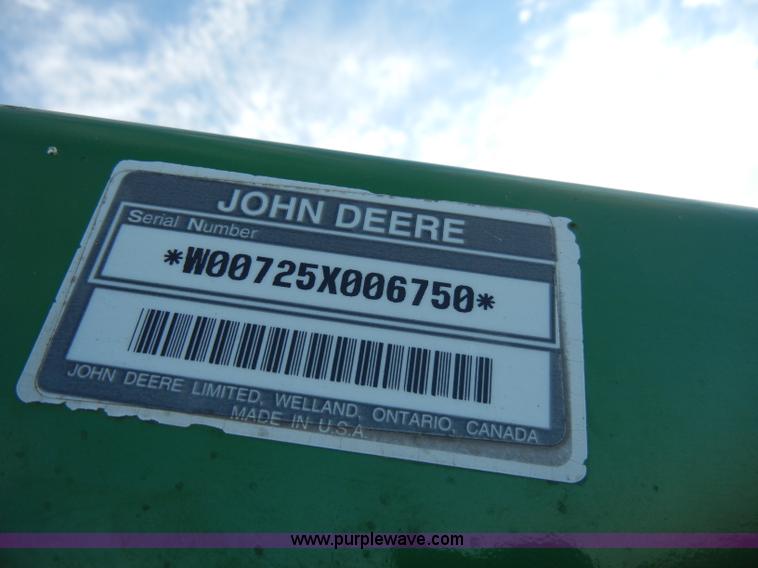 JOHN DEERE
Serial Number
*W00725X006750*
JOHN DEERE LIMITED, WELLAND, ONTARIO, CANADA
MADE IN U.S.A.
www.purplewave.com